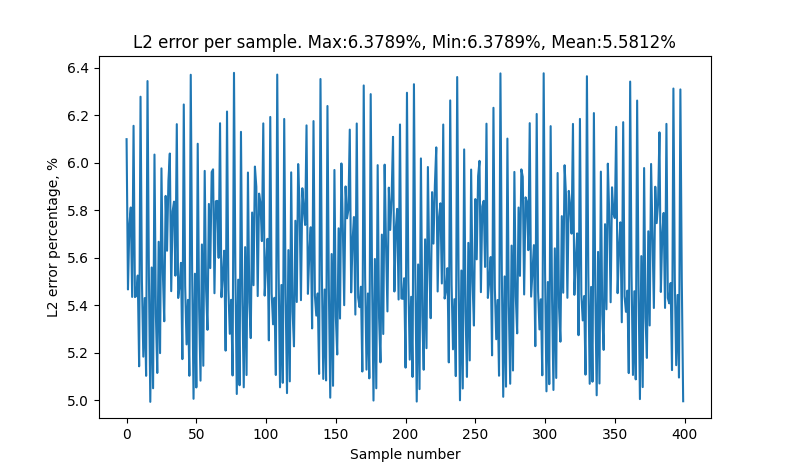 L2 error per sample. Max:6.3789%, Min:6.3789%, Mean:5.5812%
6.4
6.2
6.0
5.8
5.6
5.4
5.2
5.0
L2 error percentage, %
0 50 100 150 200 250 300 350 400
Sample number